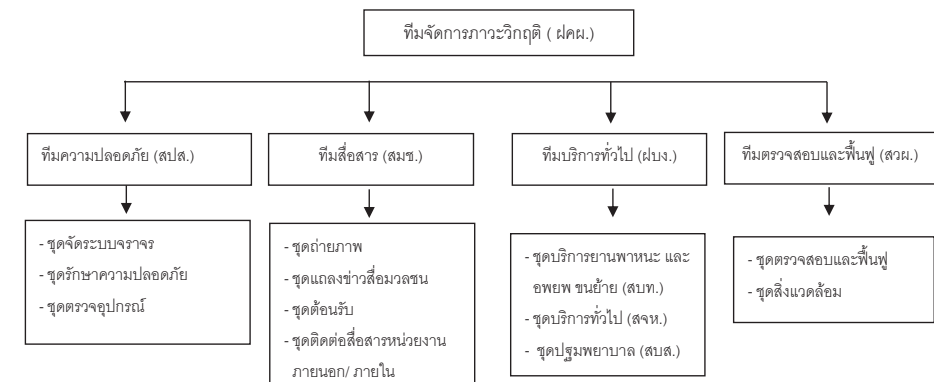 ทีมจัดการภาวะวิกฤติ ( ฝคผ.)
ทีมความปลอดภัย (สปส.)
ทีมสื่อสาร (สมช.)
ทีมบริการทั่วไป (ฝบง.)
ทีมตรวจสอบและฟื้นฟู (สวผ.)
- ชุดจัดระบบจราจร
- ชุดรักษาความปลอดภัย
- ชุดตรวจอุปกรณ์
- ชุดถ่ายภาพ
- ชุดแถลงข่าวสื่อมวลชน
- ชุดต้อนรับ
- ชุดติดต่อสื่อสารหน่วยงาน
ภายนอก/ ภายใน
- ชุดบริการยานพาหนะ และ
อพยพ ขนย้าย (สบท.)
- ชุดบริการทั่วไป (สจห.)
- ชุดปฐมพยาบาล (สบส.)
- ชุดตรวจสอบและฟื้นฟู
- ชุดสิ่งแวดล้อม